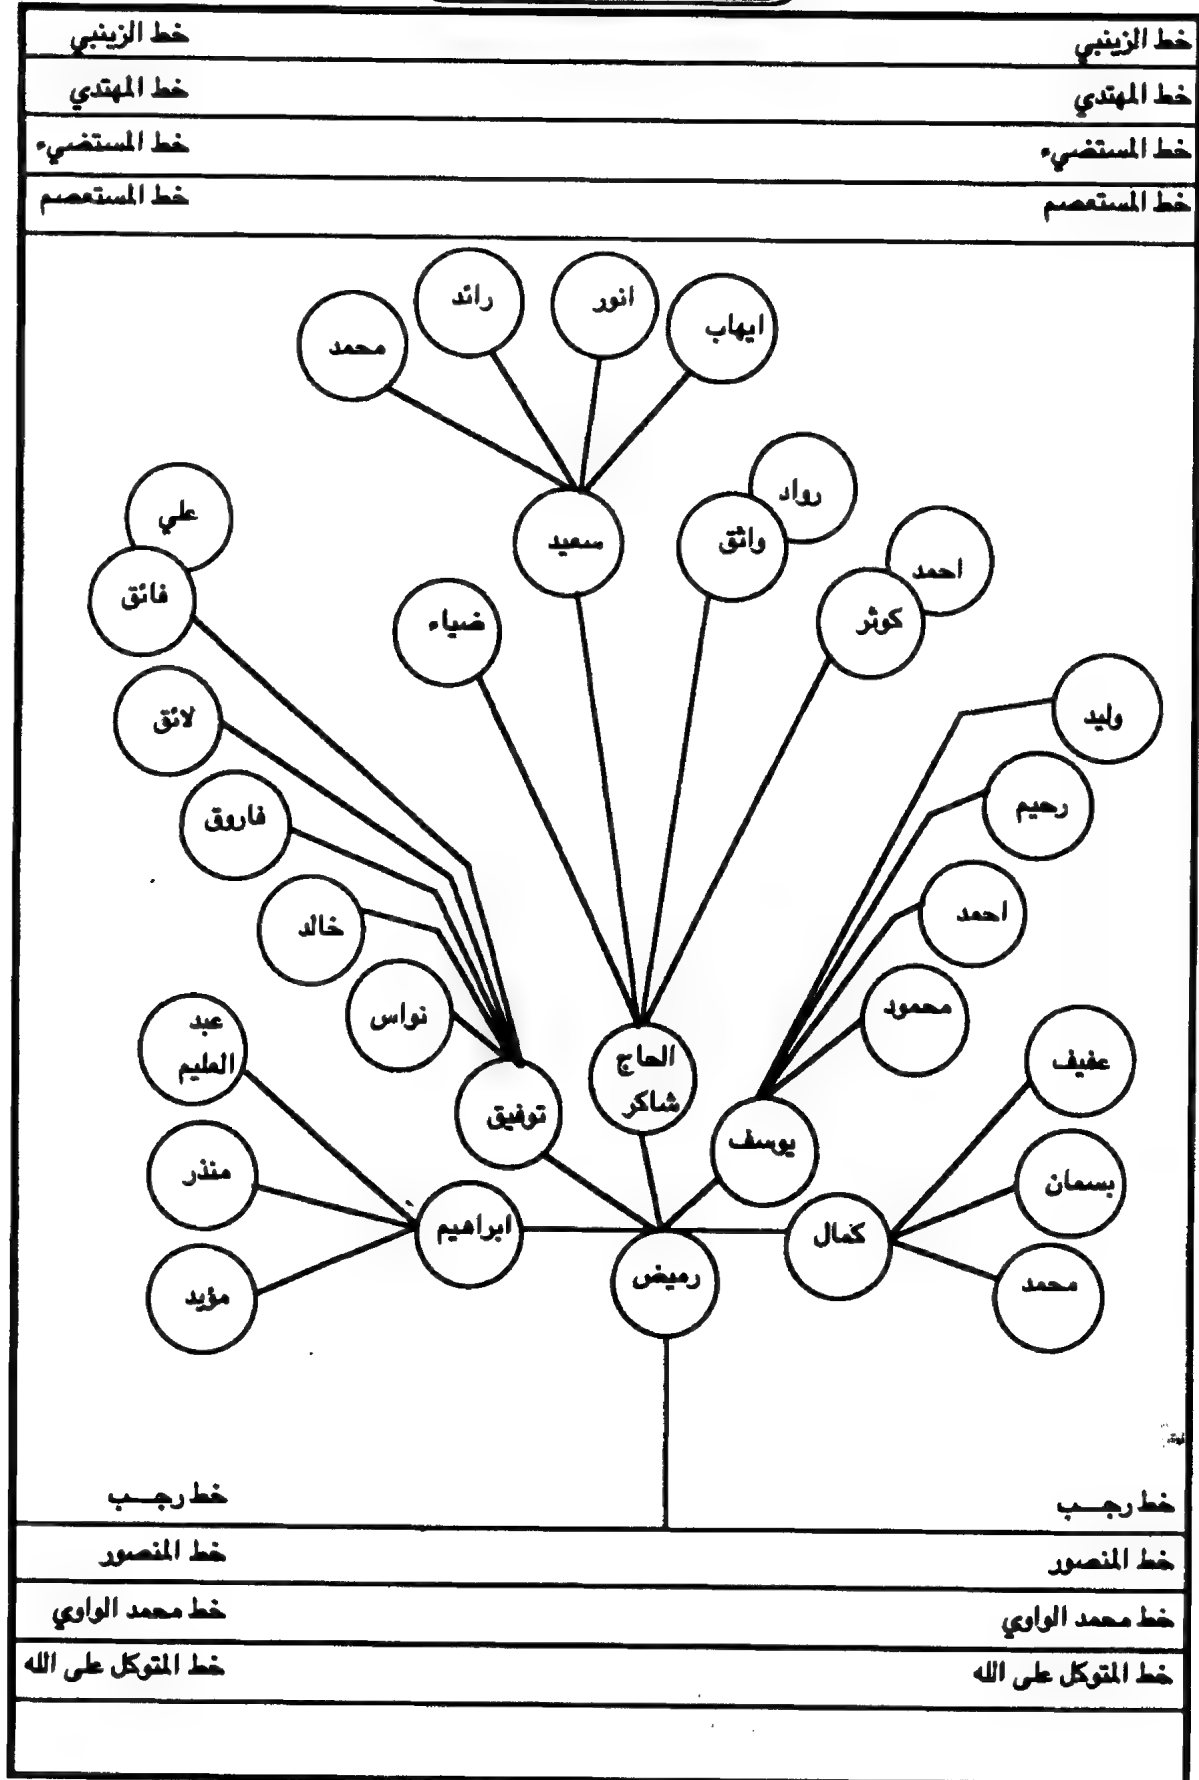 خط الزينبي
خط الزينبي
خط المهتدي
خط المهتدي
خط المستضيء
خط المستضيء
خط المستعصم
خط المستعصم
ايهاب
انور
رائد
محمد
رواد
واثق
سعيد
علي
احمد
كوثر
ضياء
فائق
وليد
لائق
رحيم
فاروق
احمد
خالد
محمود
نواس
عبد
العليم
عفيف
الحاج
شاكر
توفيق
يوسف
بسمان
منذر
كمال
ابراهيم
رميض
محمد
مؤيد
خط رجـــب
خط رجـــب
خط المنصور
خط المنصور
خط محمد الواوي
خط محمد الواوي
خط المتوكل على الله
خط المتوكل على الله